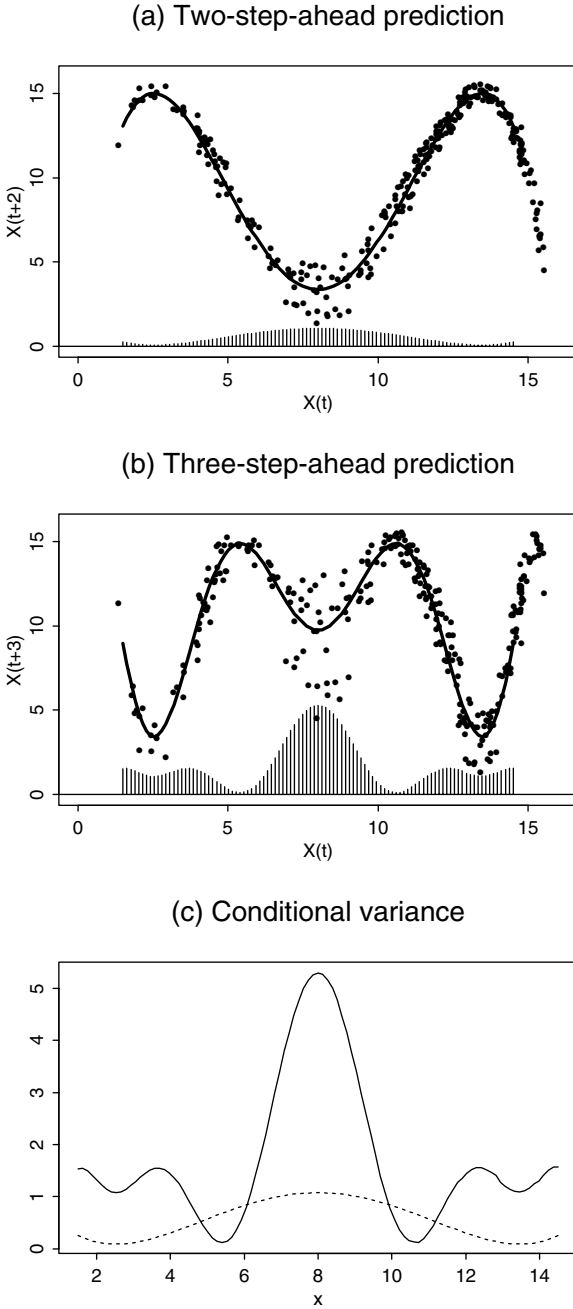 (a) Two-step-ahead prediction
X(t+2)
15
10
5
0
0 5 10 15
X(t)
(b) Three-step-ahead prediction
X(t+3)
15
10
5
0
0 5 10 15
X(t)
(c) Conditional variance
5
4
3
2
1
0
2 4 6 8 10 12 14
x